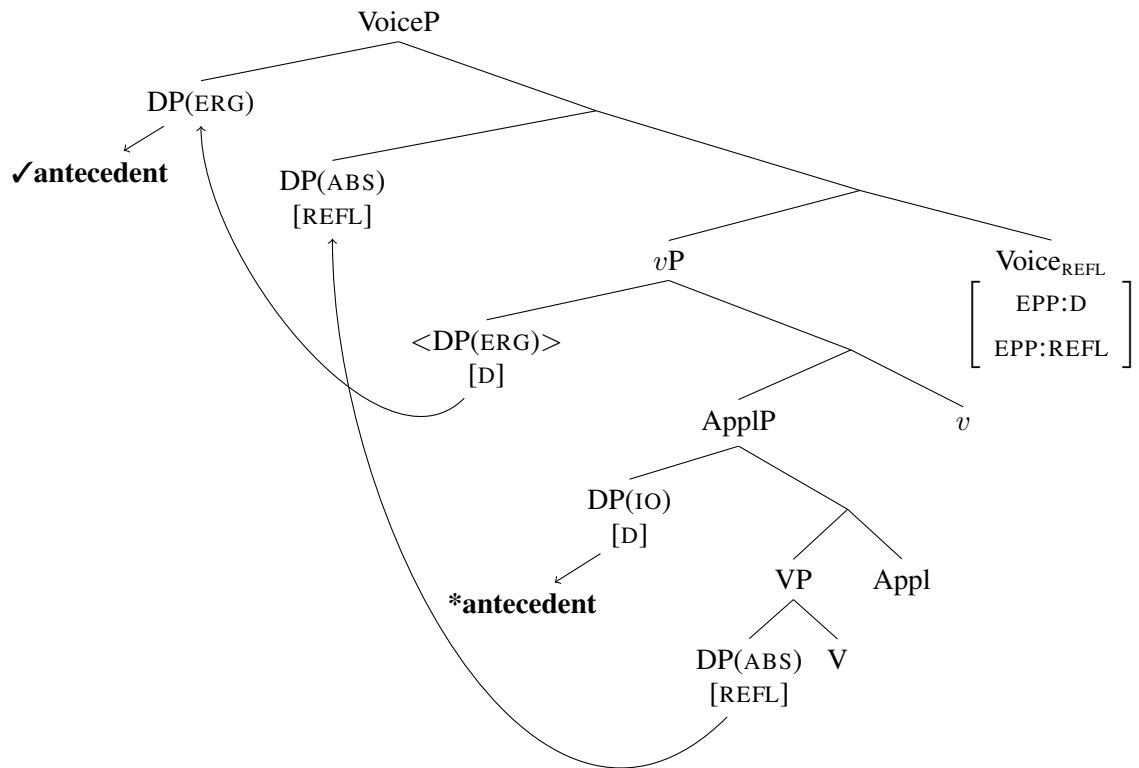 VoiceP
DP(ERG)
✓antecedent
DP(ABS)
[REFL]
vP
Voice_REFL
EPP:D
EPP:REFL
<DP(ERG)>
[D]
ApplP
v
DP(IO)
[D]
*antecedent
VP
Appl
DP(ABS)
V
[REFL]